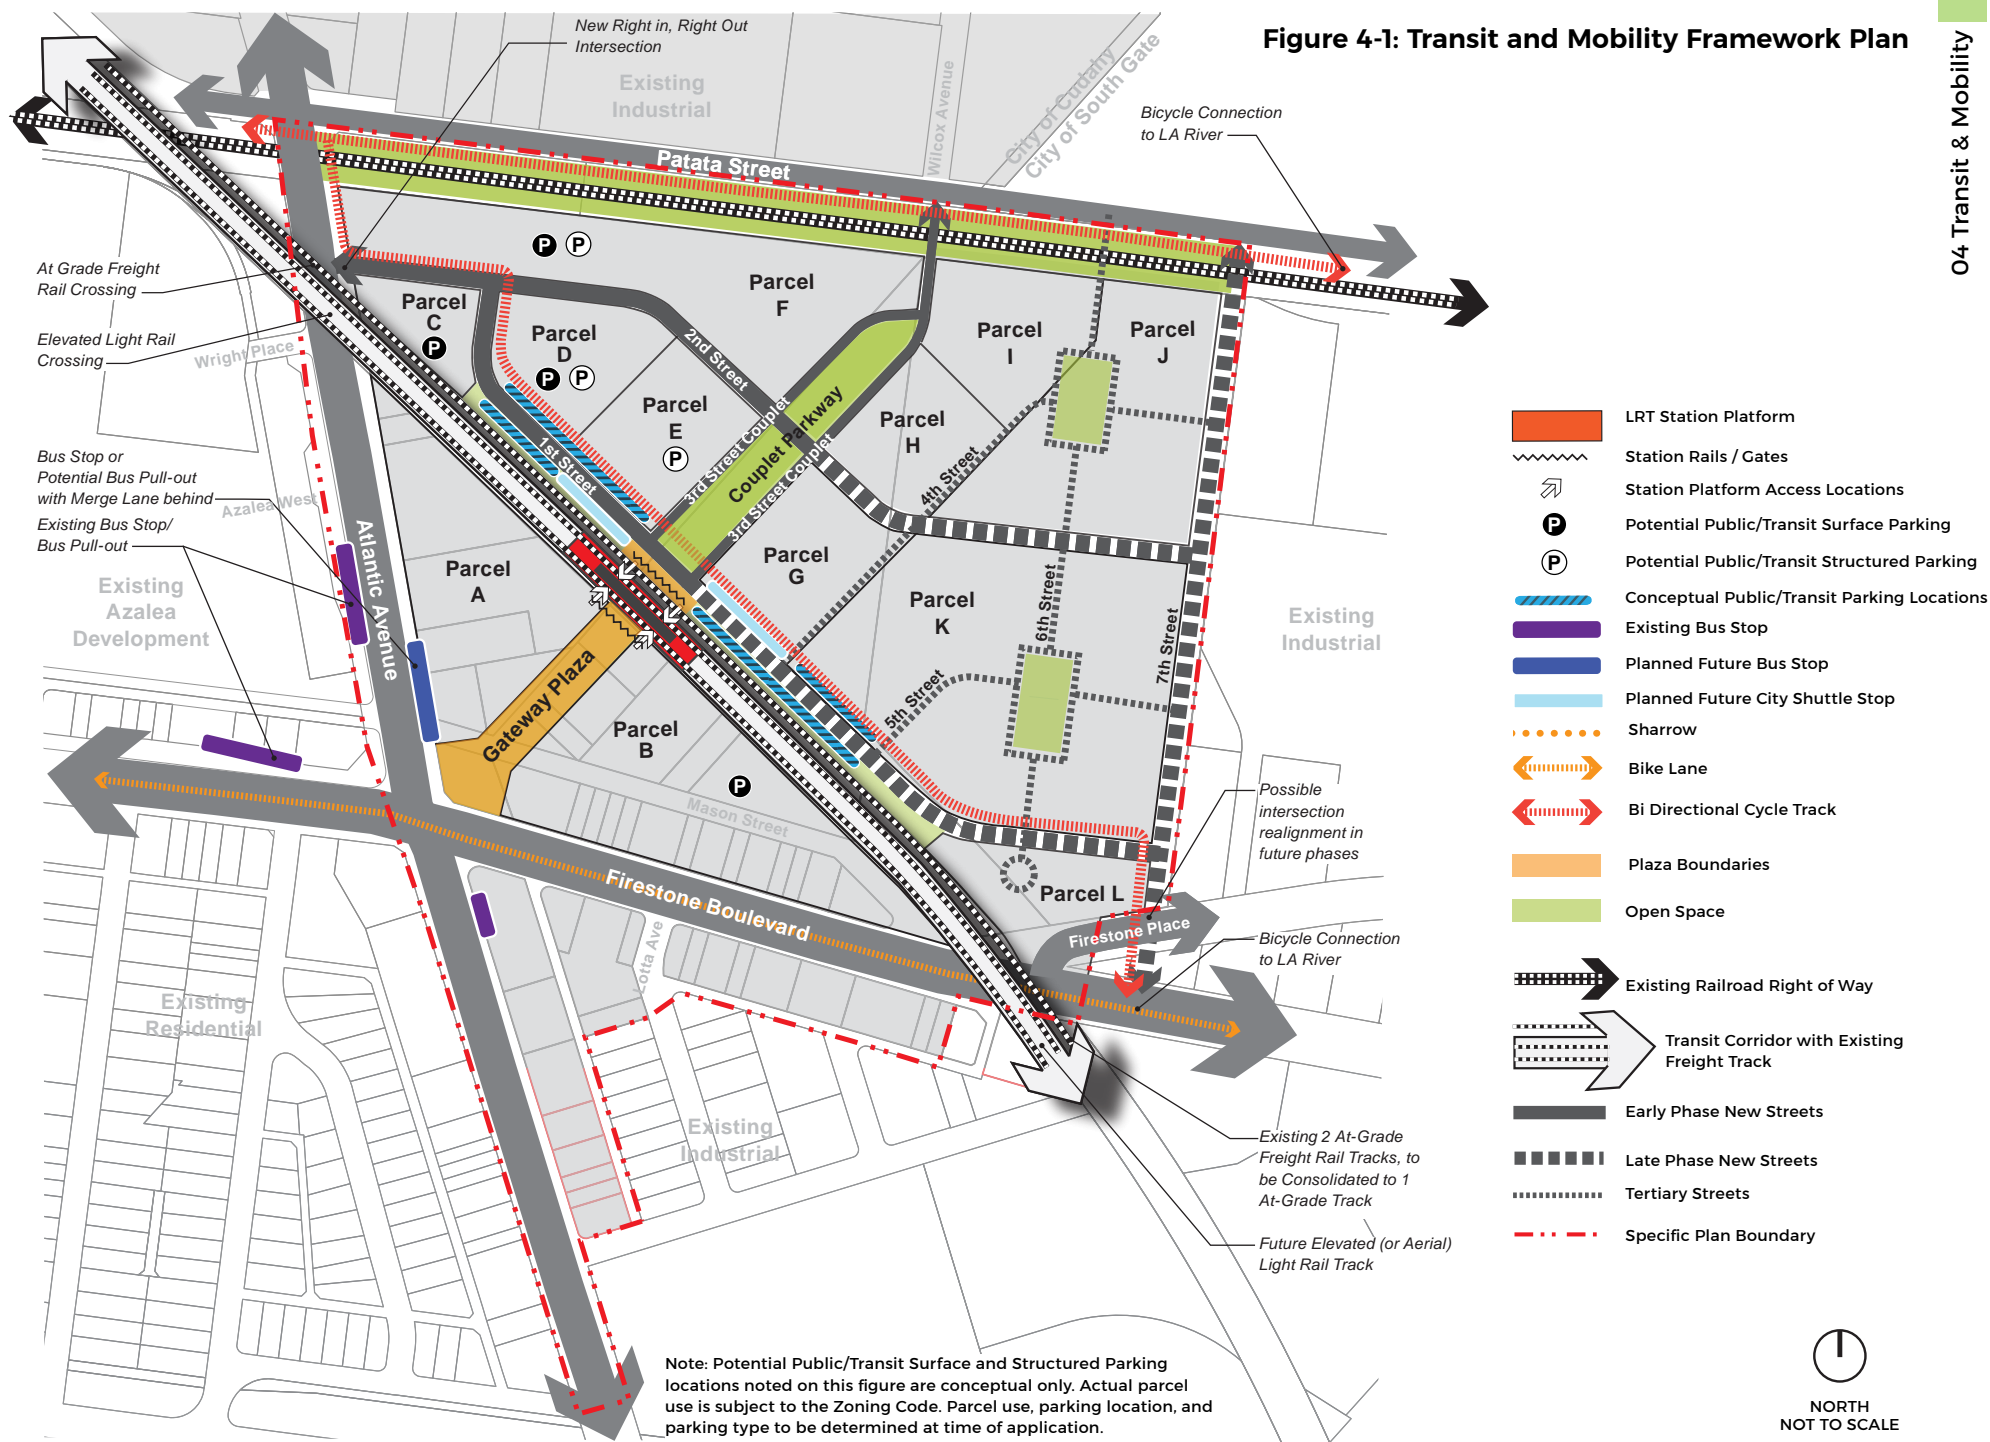 Figure 4-1: Transit and Mobility Framework Plan
04 Transit & Mobility
New Right in, Right Out
Intersection
Existing
Industrial
Wilcox Avenue
City of Cudahy
City of South Gate
Bicycle Connection
to LA River
Patata Street
At Grade Freight
Rail Crossing
Elevated Light Rail
Crossing
Wright Place
Bus Stop or
Potential Bus Pull-out
with Merge Lane behind
Azalea West
Existing Bus Stop/
Bus Pull-out
Existing
Azalea
Development
Atlantic Avenue
P
P
Parcel
C
P
Parcel
D
P
P
Parcel
E
P
Parcel
F
2nd Street
1st Street
3rd Street Couplet
Couplet Parkway
3rd Street Couplet
Parcel
G
Parcel
H
Parcel
I
Parcel
J
4th Street
Parcel
K
6th Street
5th Street
7th Street
Parcel L
Parcel
A
Gateway Plaza
Parcel
B
P
Mason Street
Firestone Boulevard
Firestone Place
Lotta Ave
Existing
Industrial
Existing
Residential
Existing
Industrial
Possible
intersection
realignment in
future phases
Bicycle Connection
to LA River
Existing 2 At-Grade
Freight Rail Tracks, to
be Consolidated to 1
At-Grade Track
Future Elevated (or Aerial)
Light Rail Track
LRT Station Platform
Station Rails / Gates
Station Platform Access Locations
P
Potential Public/Transit Surface Parking
P
Potential Public/Transit Structured Parking
Conceptual Public/Transit Parking Locations
Existing Bus Stop
Planned Future Bus Stop
Planned Future City Shuttle Stop
Sharrow
Bike Lane
Bi Directional Cycle Track
Plaza Boundaries
Open Space
Existing Railroad Right of Way
Transit Corridor with Existing
Freight Track
Early Phase New Streets
Late Phase New Streets
Tertiary Streets
Specific Plan Boundary
Note: Potential Public/Transit Surface and Structured Parking
locations noted on this figure are conceptual only. Actual parcel
use is subject to the Zoning Code. Parcel use, parking location, and
parking type to be determined at time of application.
NORTH
NOT TO SCALE